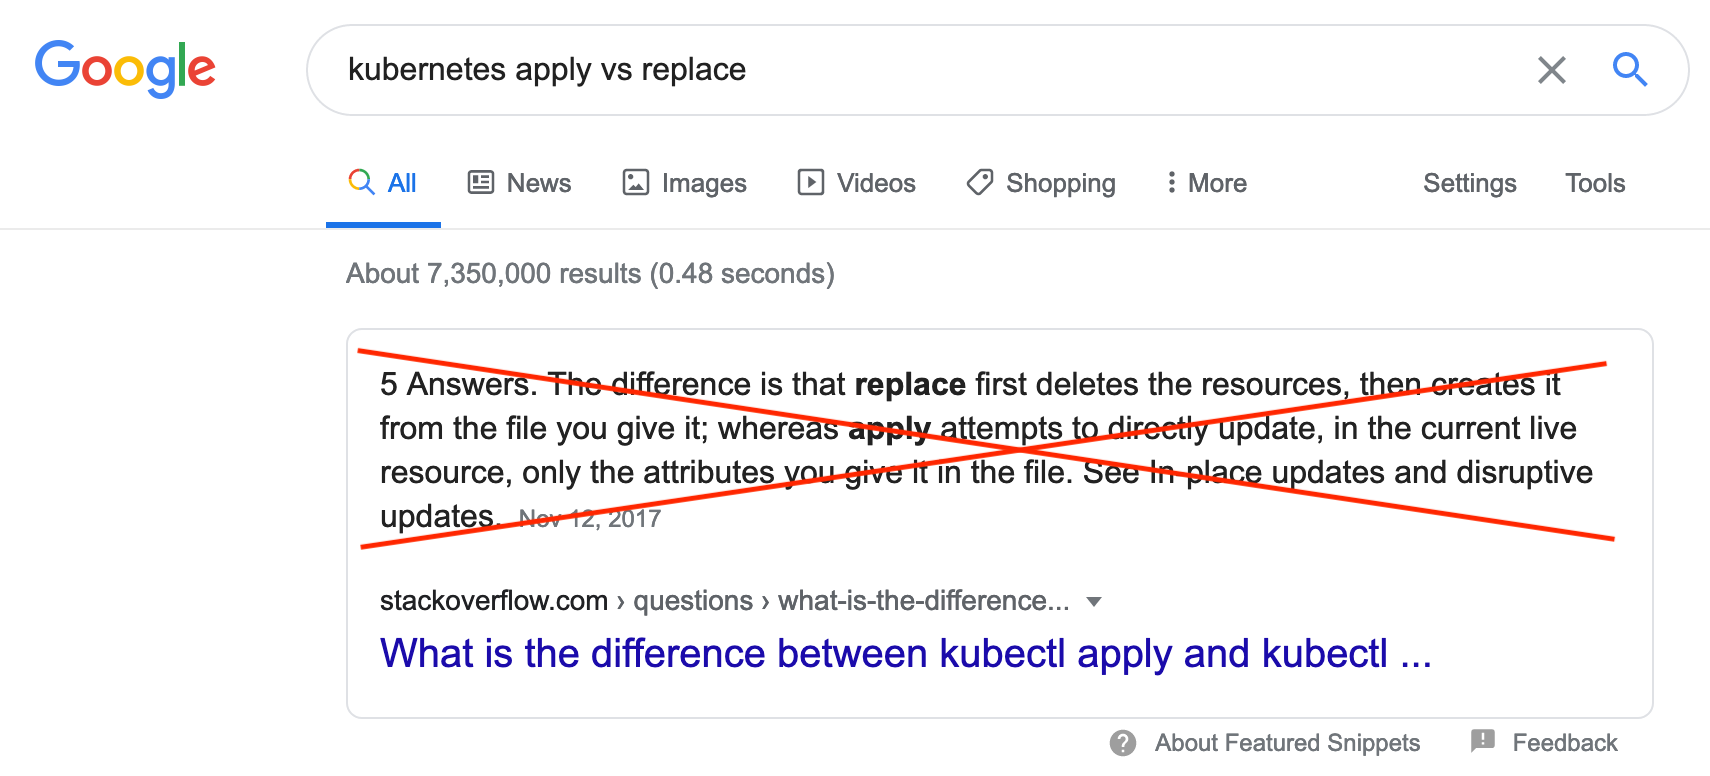 Google
kubernetes apply vs replace
All News Images Videos Shopping More Settings Tools
About 7,350,000 results (0.48 seconds)
5 Answers. The difference is that replace first deletes the resources, then creates it
from the file you give it; whereas apply attempts to directly update, in the current live
resource, only the attributes you give it in the file. See In-place updates and disruptive
updates. Nov 12, 2017
stackoverflow.com › questions › what-is-the-difference...
What is the difference between kubectl apply and kubectl ...
About Featured Snippets Feedback